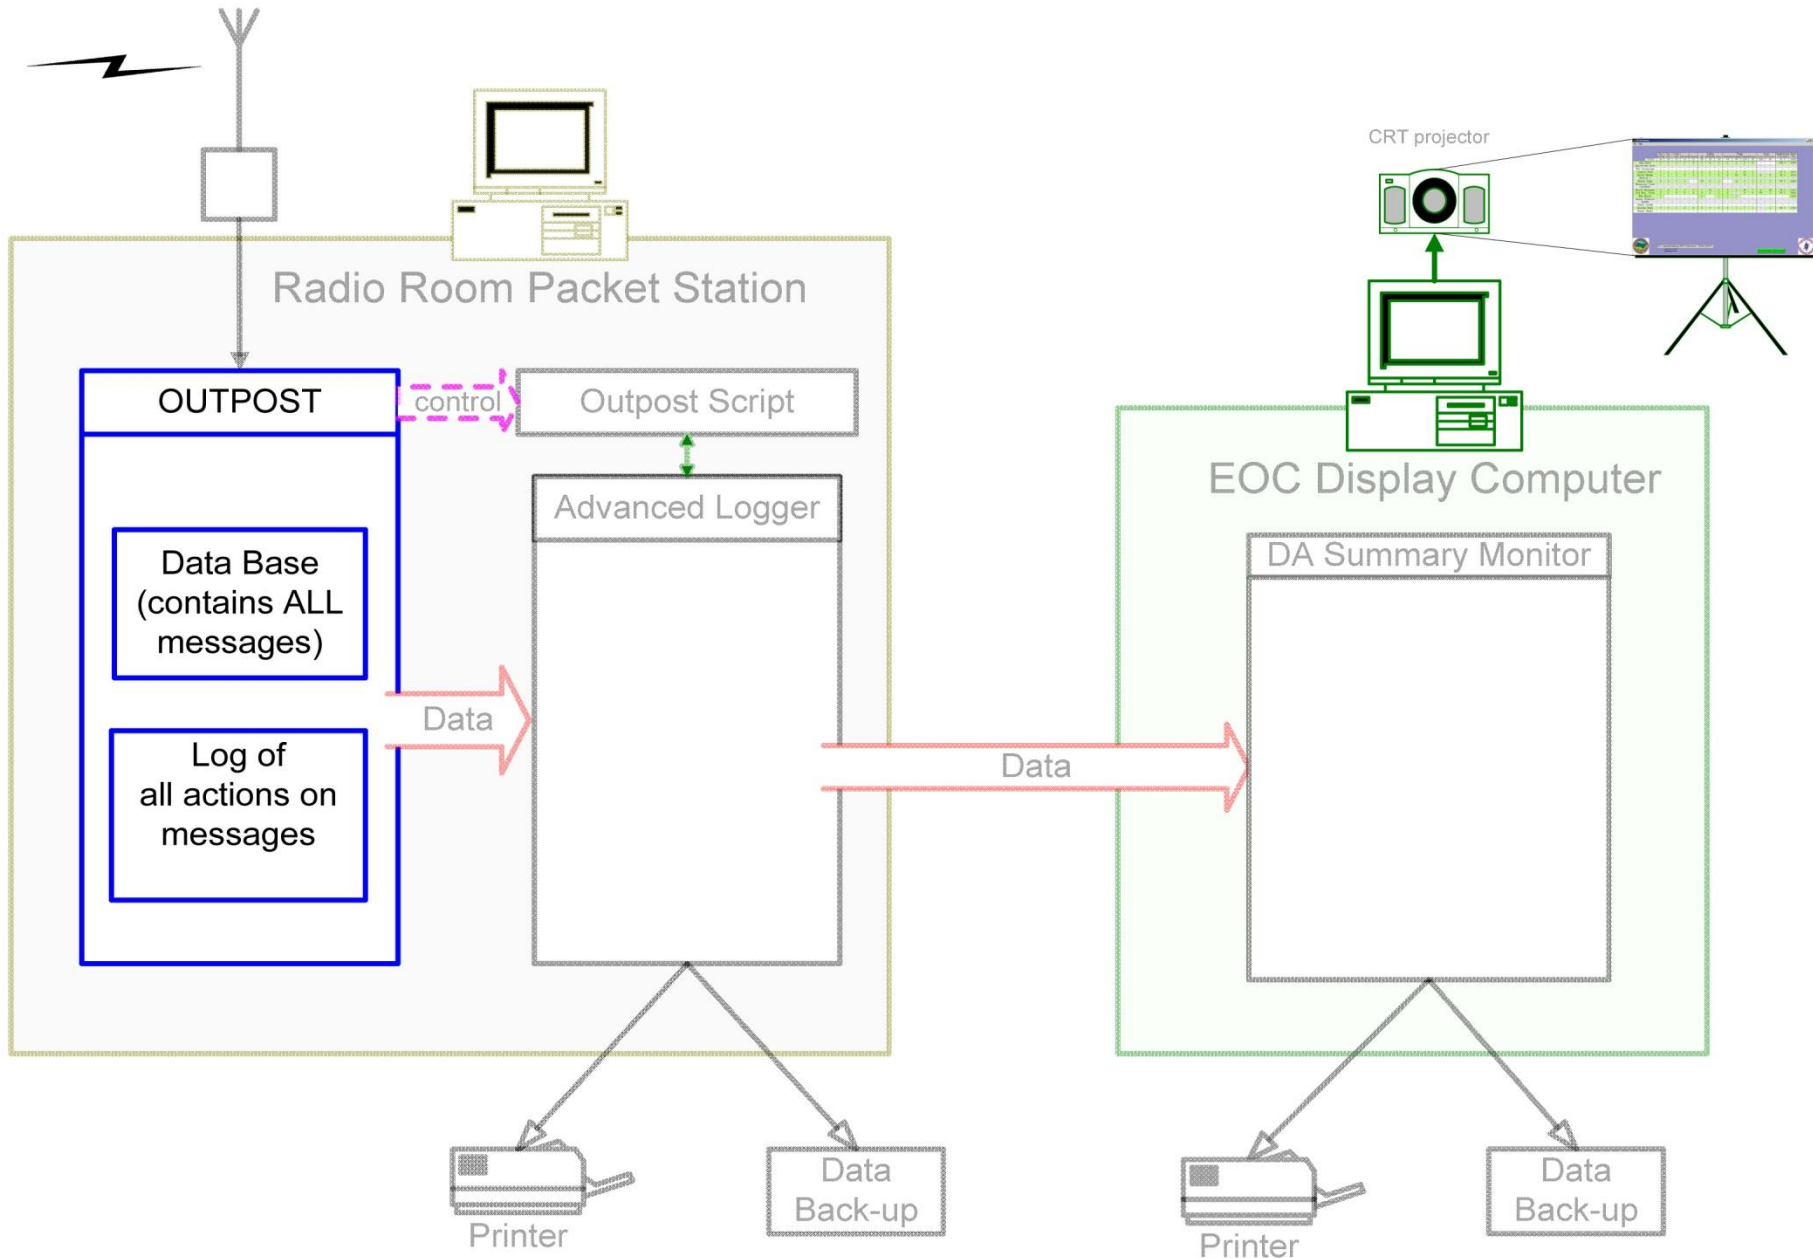 CRT projector
Radio Room Packet Station
OUTPOST
control
Outpost Script
EOC Display Computer
Advanced Logger
DA Summary Monitor
Data Base
(contains ALL
messages)
Data
Log of
all actions on
messages
Data
Printer
Data
Back-up
Printer
Data
Back-up